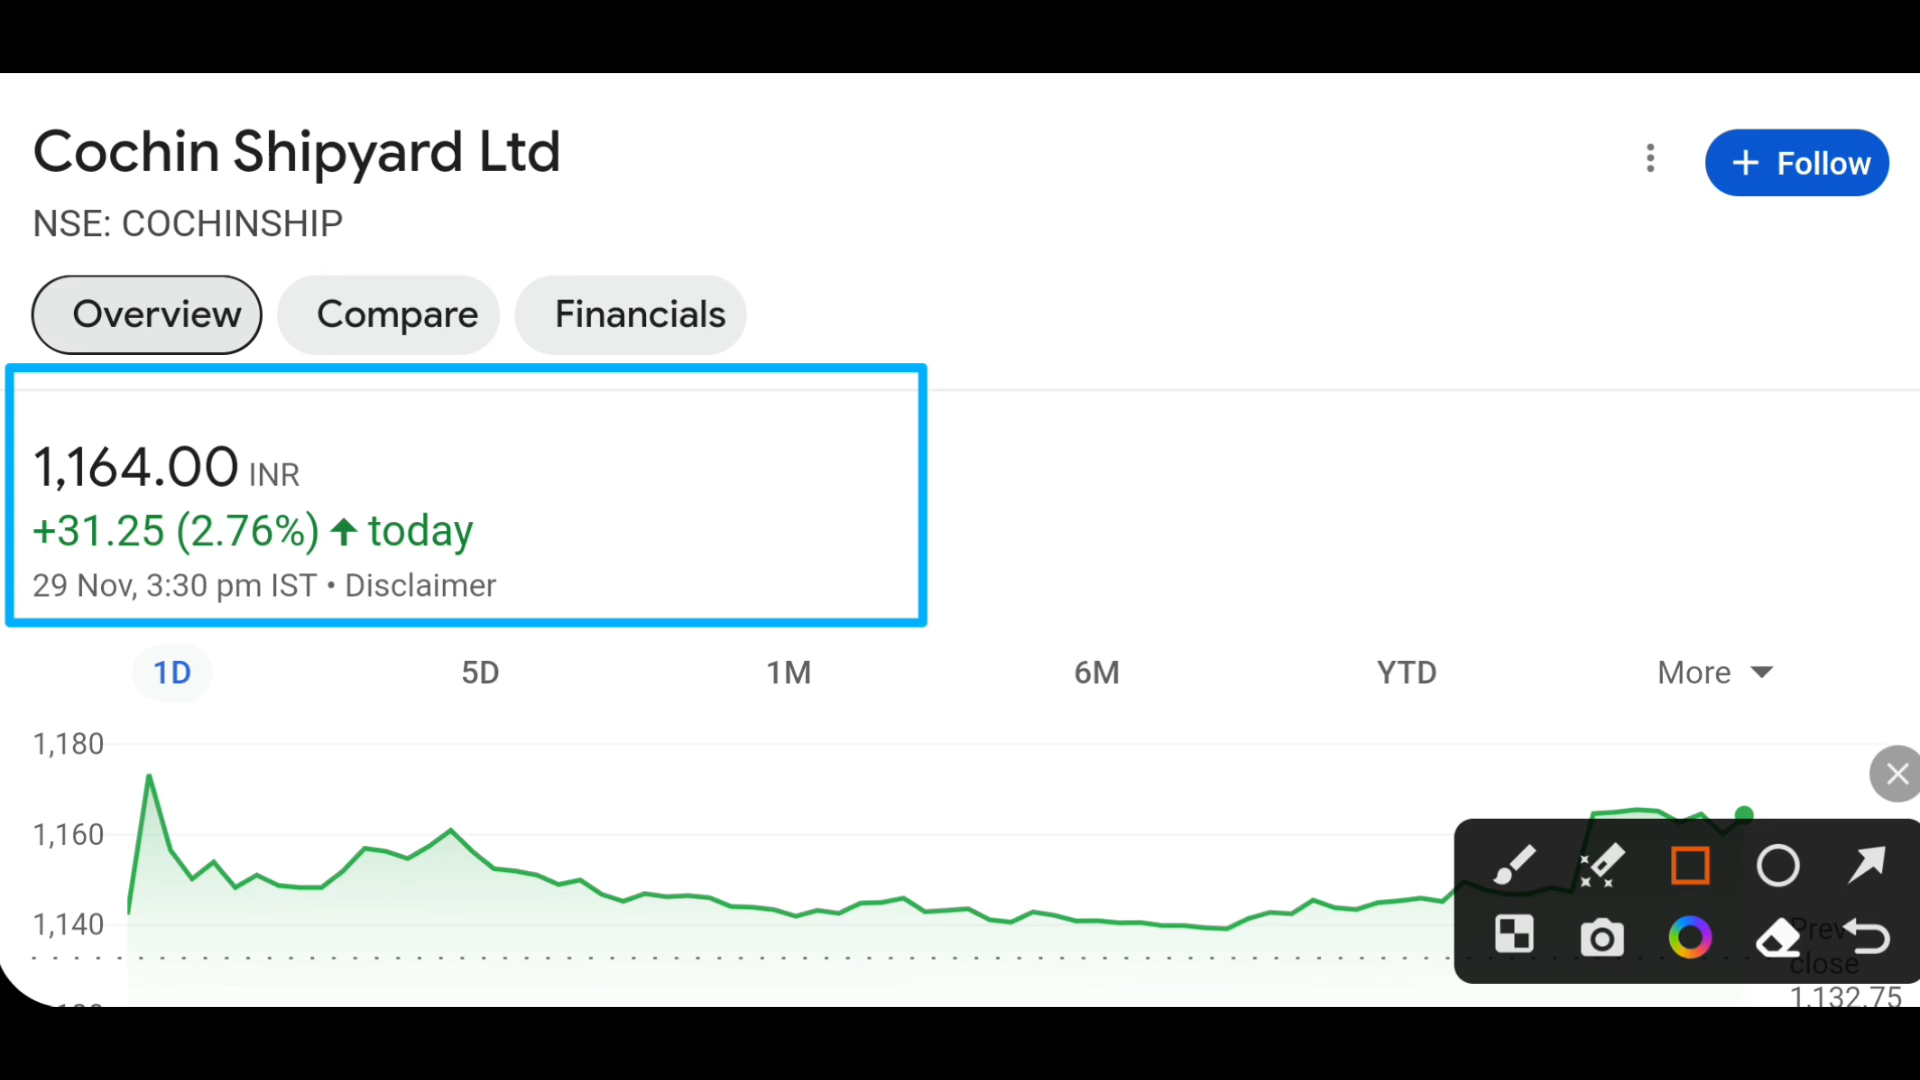 Cochin Shipyard Ltd
+ Follow
NSE: COCHINSHIP
Overview Compare Financials
1,164.00 INR
+31.25 (2.76%) ↑ today
29 Nov, 3:30 pm IST • Disclaimer
1D 5D 1M 6M YTD More
1,180
1,160
1,140
Prev
close
1,132.75